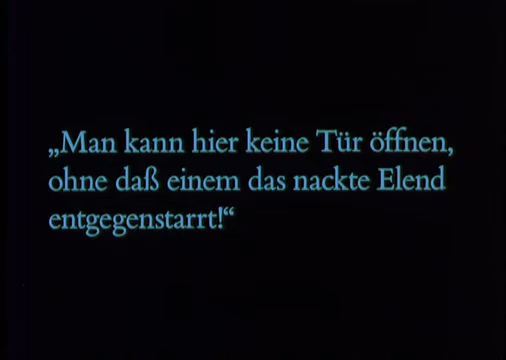 „Man kann hier keine Tür öffnen,
ohne daß einem das nackte Elend
entgegenstarrt!“